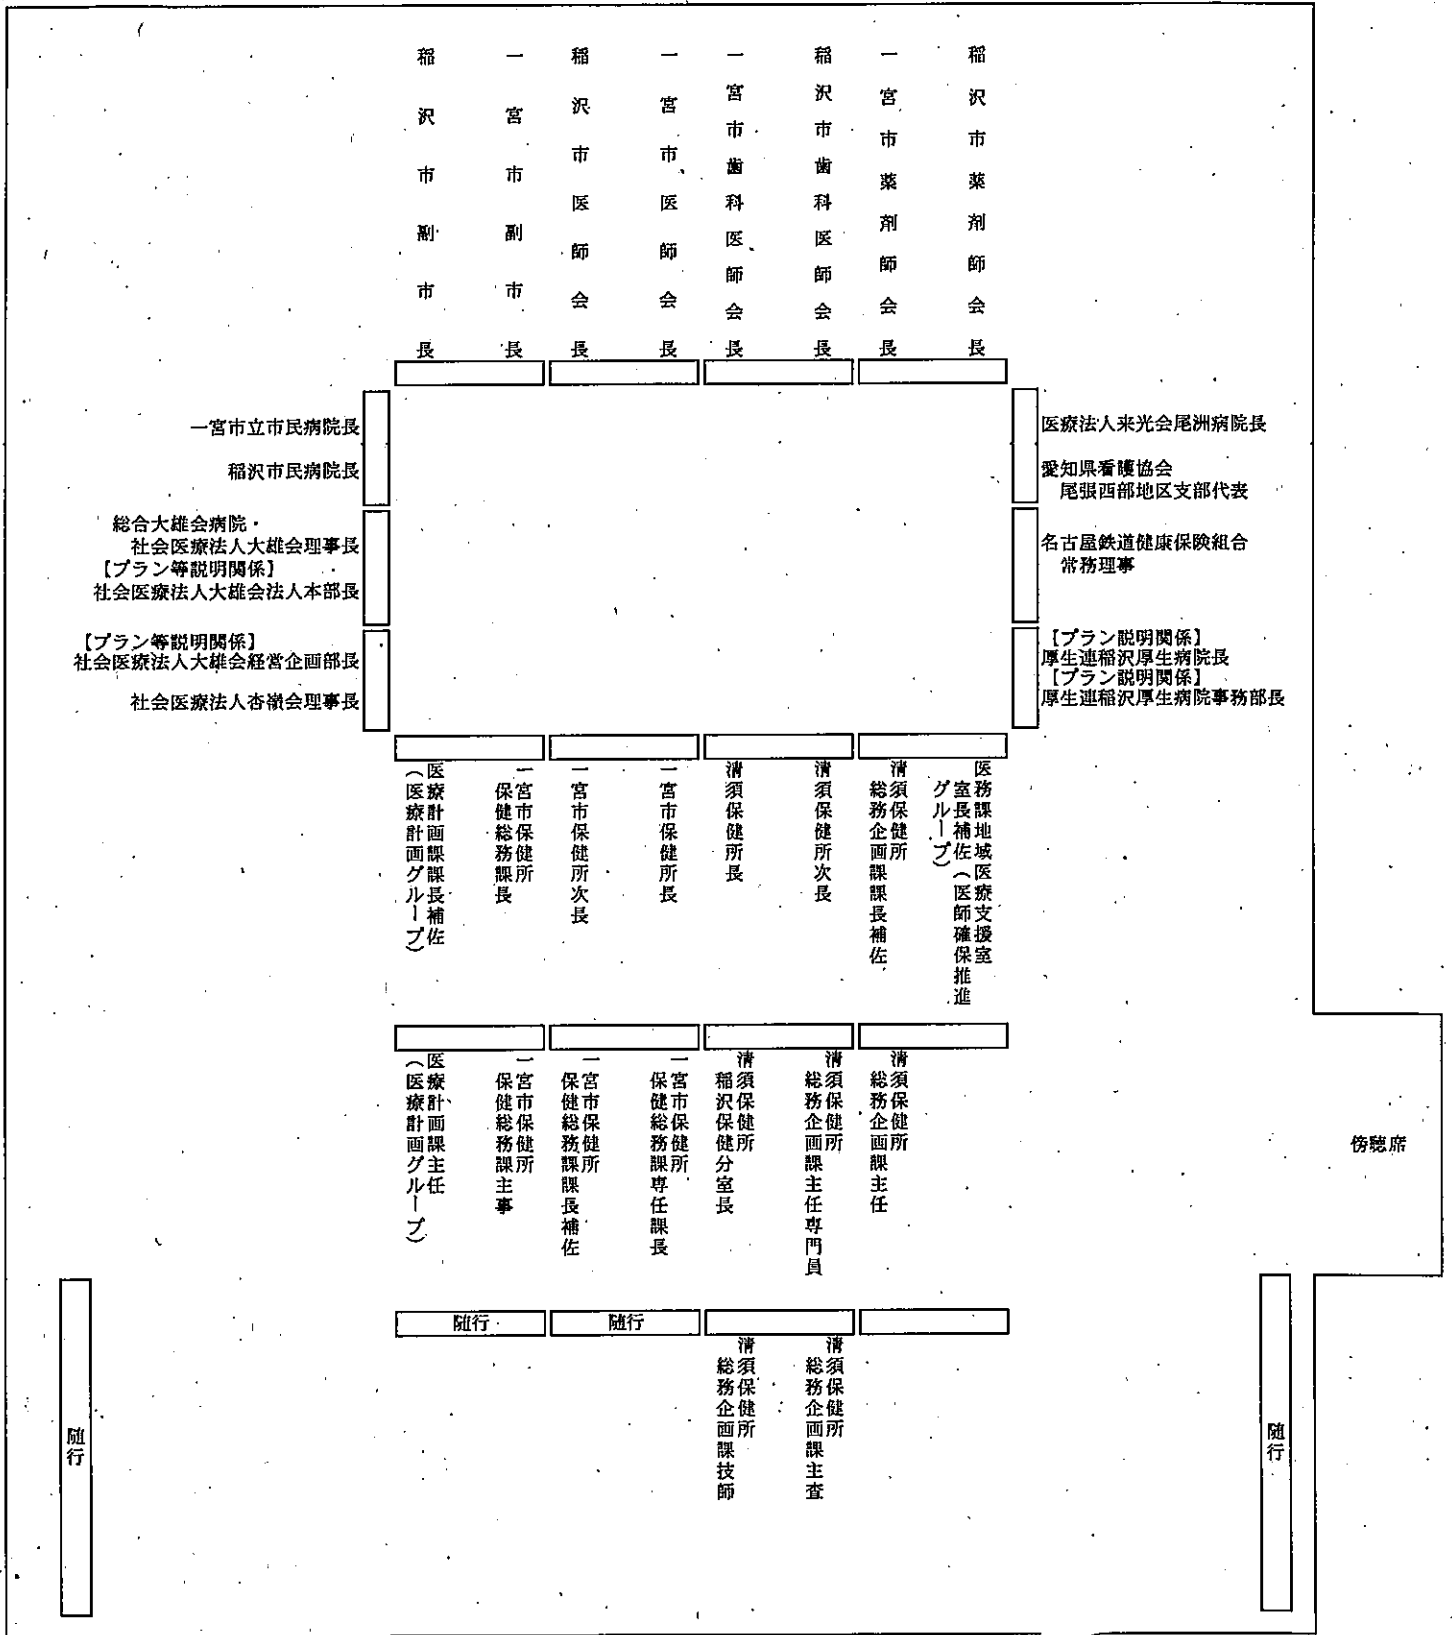 稲沢市副市長
一宮市副市長
稲沢市医師会長
一宮市医師会長
一宮市歯科医師会長
稲沢市歯科医師会長
一宮市薬剤師会長
稲沢市薬剤師会長
一宮市立市民病院長
稲沢市民病院長
総合大雄会病院・
社会医療法人大雄会理事長
【プラン等説明関係】
社会医療法人大雄会法人本部長
【プラン等説明関係】
社会医療法人大雄会経営企画部長
社会医療法人杏嶺会理事長
医療法人来光会尾洲病院長
愛知県看護協会
尾張西部地区支部代表
名古屋鉄道健康保険組合
常務理事
【プラン説明関係】
厚生連稲沢厚生病院長
【プラン説明関係】
厚生連稲沢厚生病院事務部長
医療計画課課長補佐
(医療計画グループ)
一宮市保健所
保健総務課長
一宮市保健所次長
一宮市保健所長
清須保健所長
清須保健所次長
清須保健所
総務企画課課長補佐
医務課地域医療支援室
室長補佐(医師確保推進
グループ)
医療計画課主任
(医療計画グループ)
一宮市保健所
保健総務課主事
一宮市保健所
保健総務課課長補佐
一宮市保健所
保健総務課専任課長
清須保健所
稲沢保健分室長
清須保健所
総務企画課主任専門員
清須保健所
総務企画課主任
傍聴席
随行
随行
清須保健所
総務企画課技師
清須保健所
総務企画課主査
随行
随行